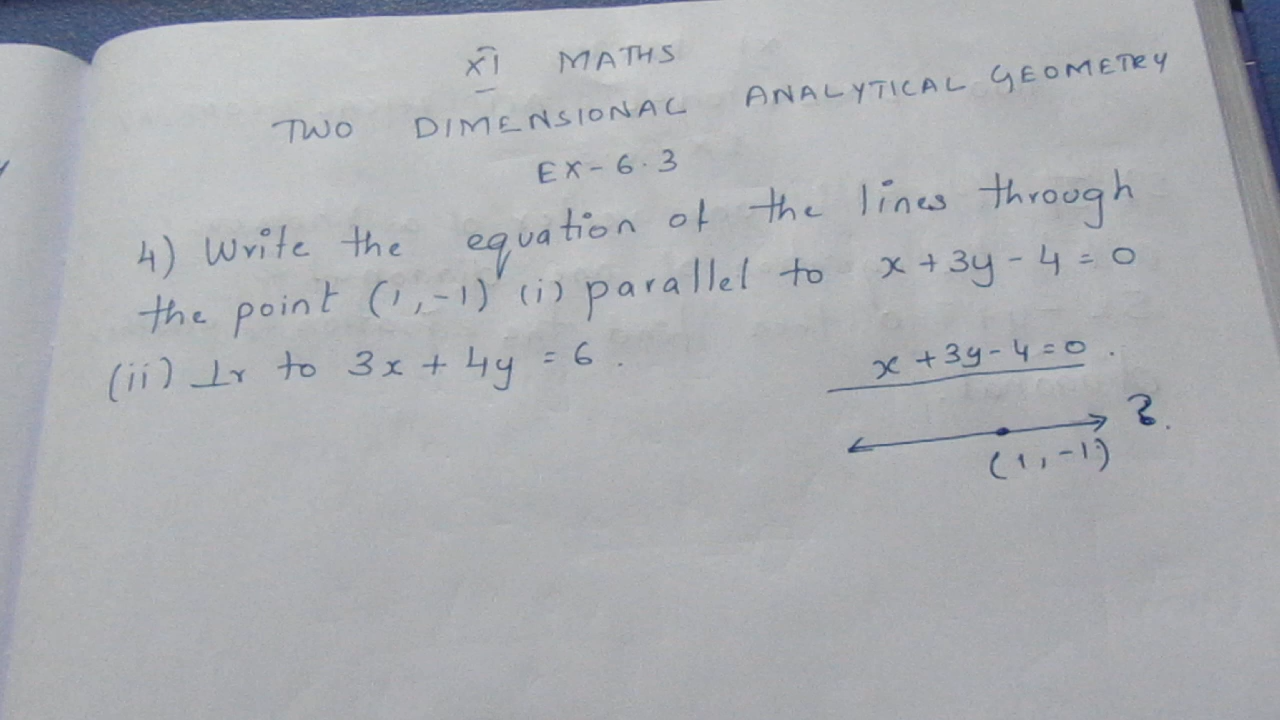 XI MATHS
TWO DIMENSIONAL ANALYTICAL GEOMETRY
EX-6.3
4) Write the equation of the lines through
the point (1,-1) (i) parallel to x+3y-4=0
(ii) ⊥r to 3x+4y=6.
x+3y-4=0.
?.
(1,-1)